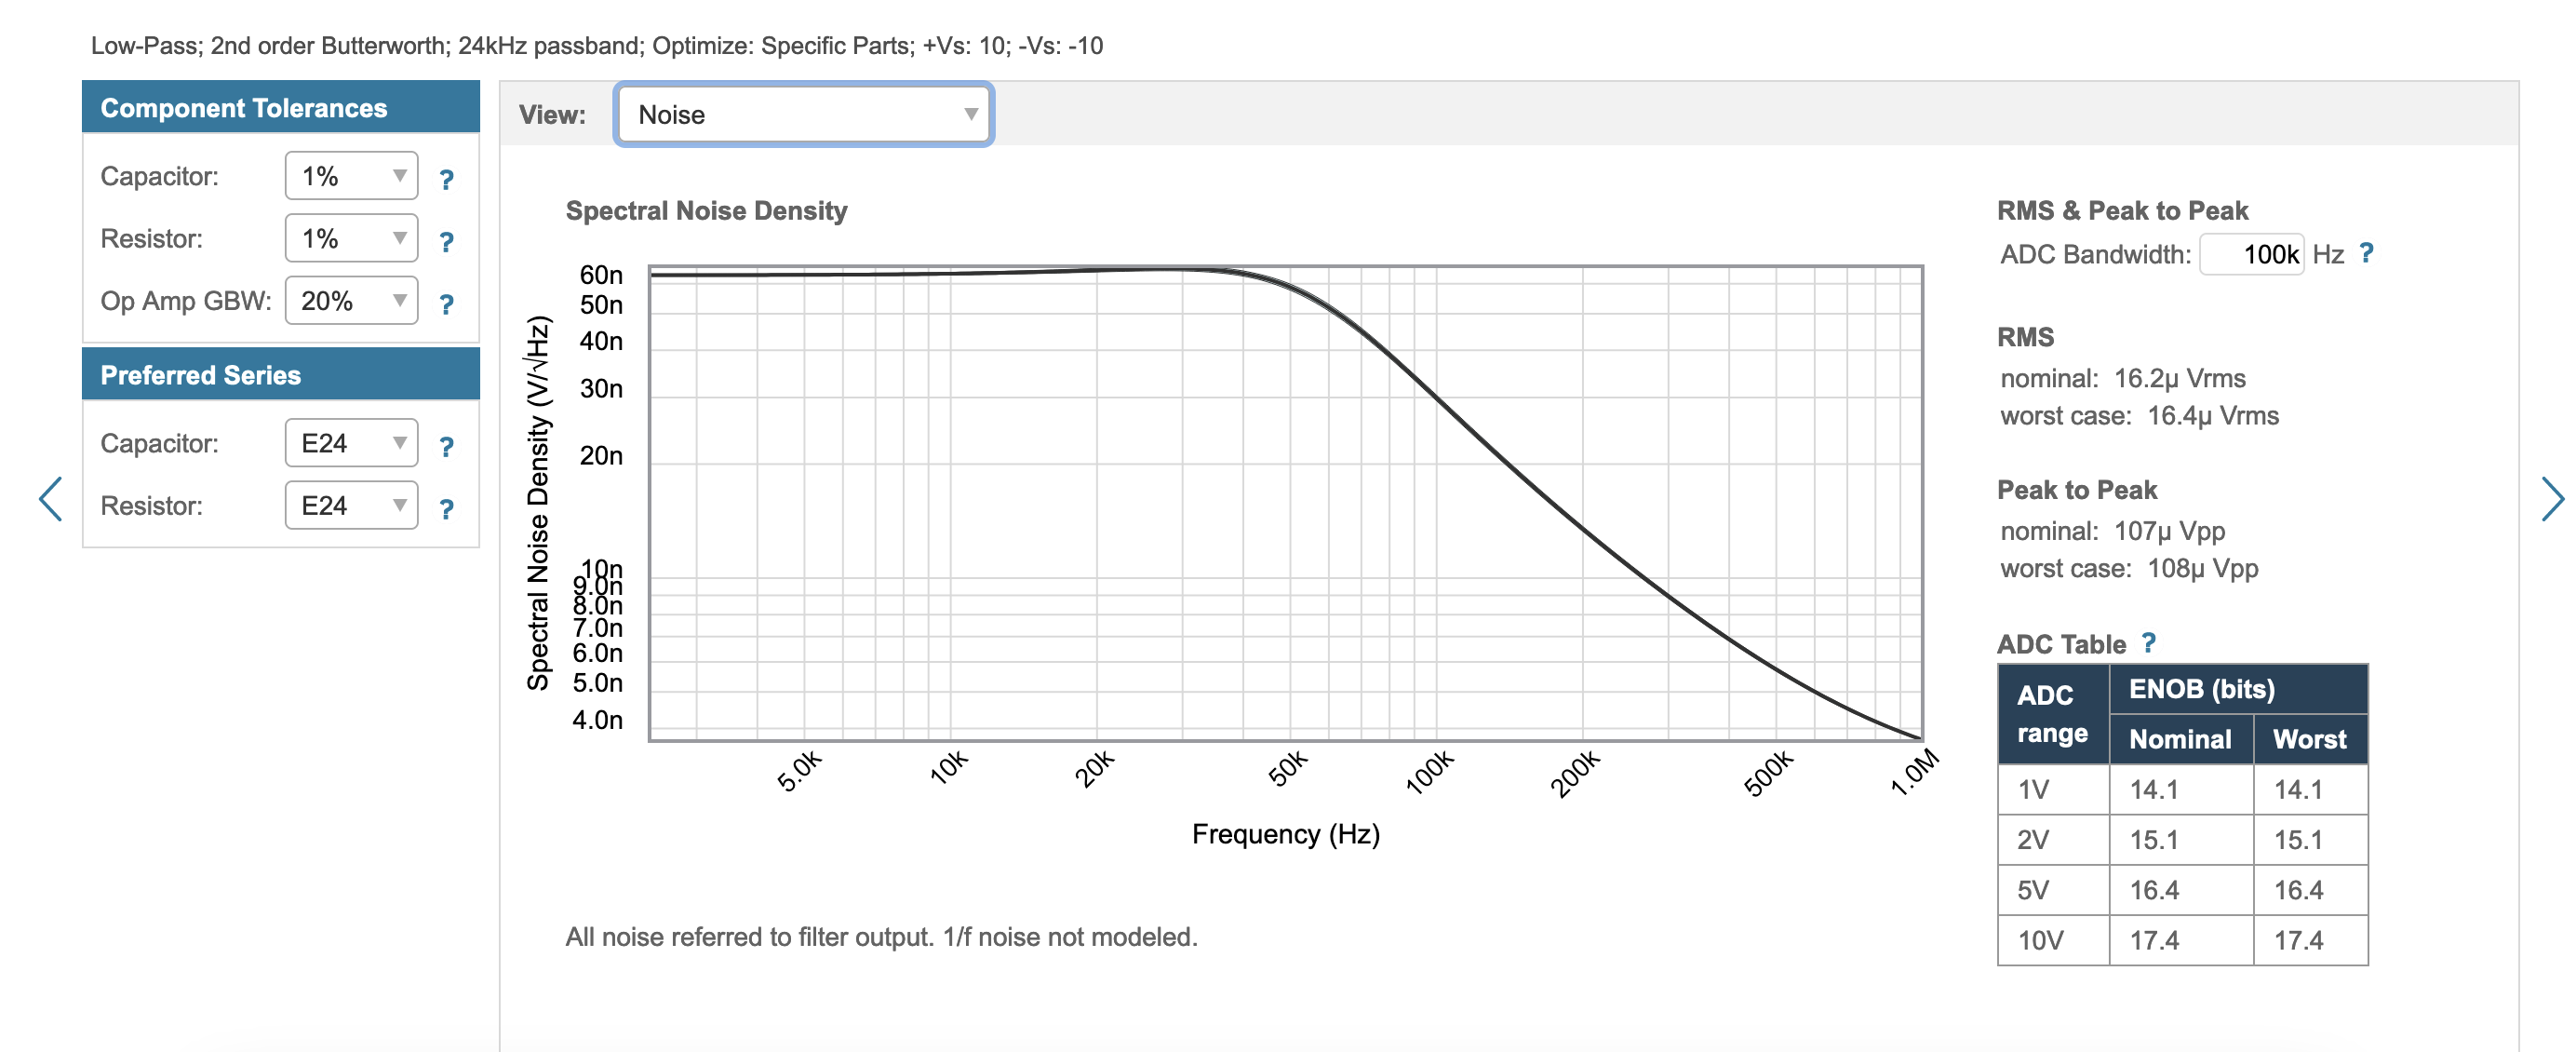 Low-Pass; 2nd order Butterworth; 24kHz passband; Optimize: Specific Parts; +Vs: 10; -Vs: -10
Component Tolerances
Capacitor: 1% ?
Resistor: 1% ?
Op Amp GBW: 20% ?
Preferred Series
Capacitor: E24 ?
Resistor: E24 ?
View: Noise
Spectral Noise Density
Spectral Noise Density (V/√Hz)
60n
50n
40n
30n
20n
10n
9.0n
8.0n
7.0n
6.0n
5.0n
4.0n
5.0k 10k 20k 50k 100k 200k 500k 1.0M
Frequency (Hz)
All noise referred to filter output. 1/f noise not modeled.
RMS & Peak to Peak
ADC Bandwidth: 100k Hz ?
RMS
nominal: 16.2μ Vrms
worst case: 16.4μ Vrms
Peak to Peak
nominal: 107μ Vpp
worst case: 108μ Vpp
ADC Table ?
ADC range ENOB (bits)
Nominal Worst
1V 14.1 14.1
2V 15.1 15.1
5V 16.4 16.4
10V 17.4 17.4